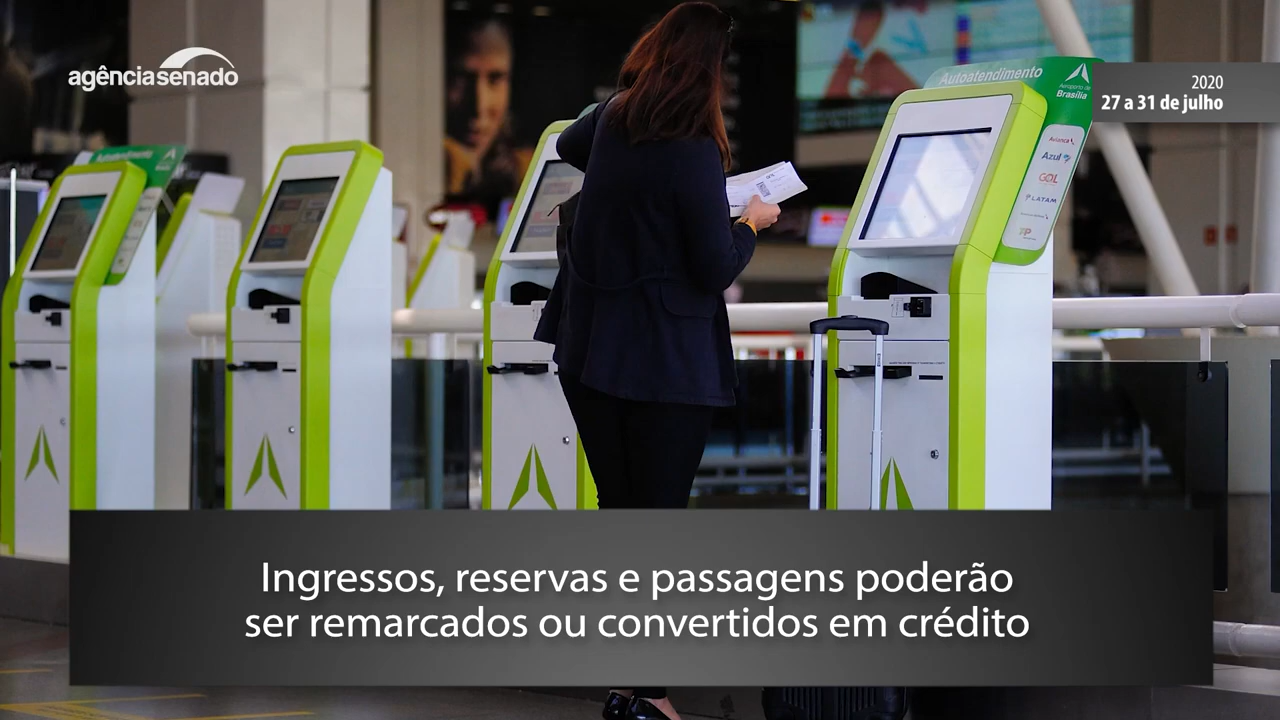 agênciasenado
2020
27 a 31 de julho
Autoatendimento
Aeroporto de
Brasília
Avianca
Azul
GOL
LATAM
TAP
Autoatendimento
Ingressos, reservas e passagens poderão
ser remarcados ou convertidos em crédito